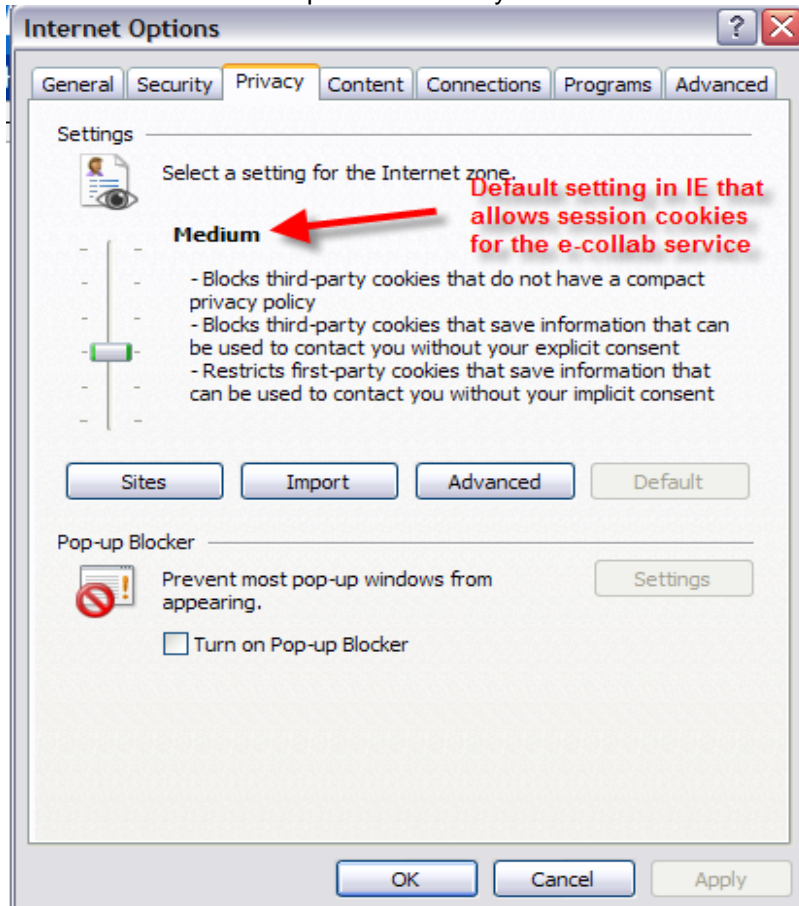 Internet Options
General Security Privacy Content Connections Programs Advanced
Settings
Select a setting for the Internet zone.
Default setting in IE that
allows session cookies
for the e-collab service
Medium
- Blocks third-party cookies that do not have a compact
privacy policy
- Blocks third-party cookies that save information that can
be used to contact you without your explicit consent
- Restricts first-party cookies that save information that
can be used to contact you without your implicit consent
Sites Import Advanced Default
Pop-up Blocker
Prevent most pop-up windows from
appearing.
Settings
Turn on Pop-up Blocker
OK Cancel Apply